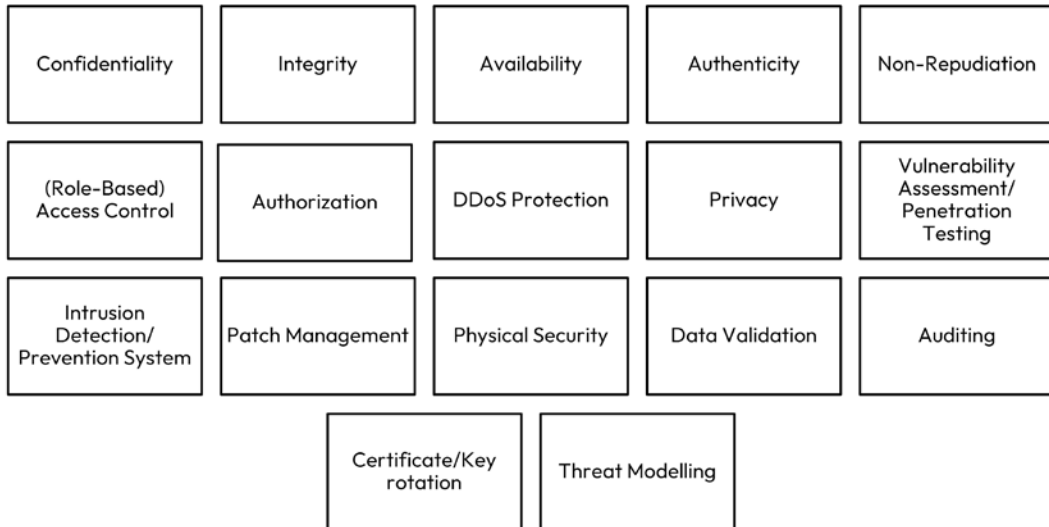 Confidentiality
Integrity
Availability
Authenticity
Non-Repudiation
(Role-Based)
Access Control
Authorization
DDoS Protection
Privacy
Vulnerability
Assessment/
Penetration
Testing
Intrusion
Detection/
Prevention System
Patch Management
Physical Security
Data Validation
Auditing
Certificate/Key
rotation
Threat Modelling